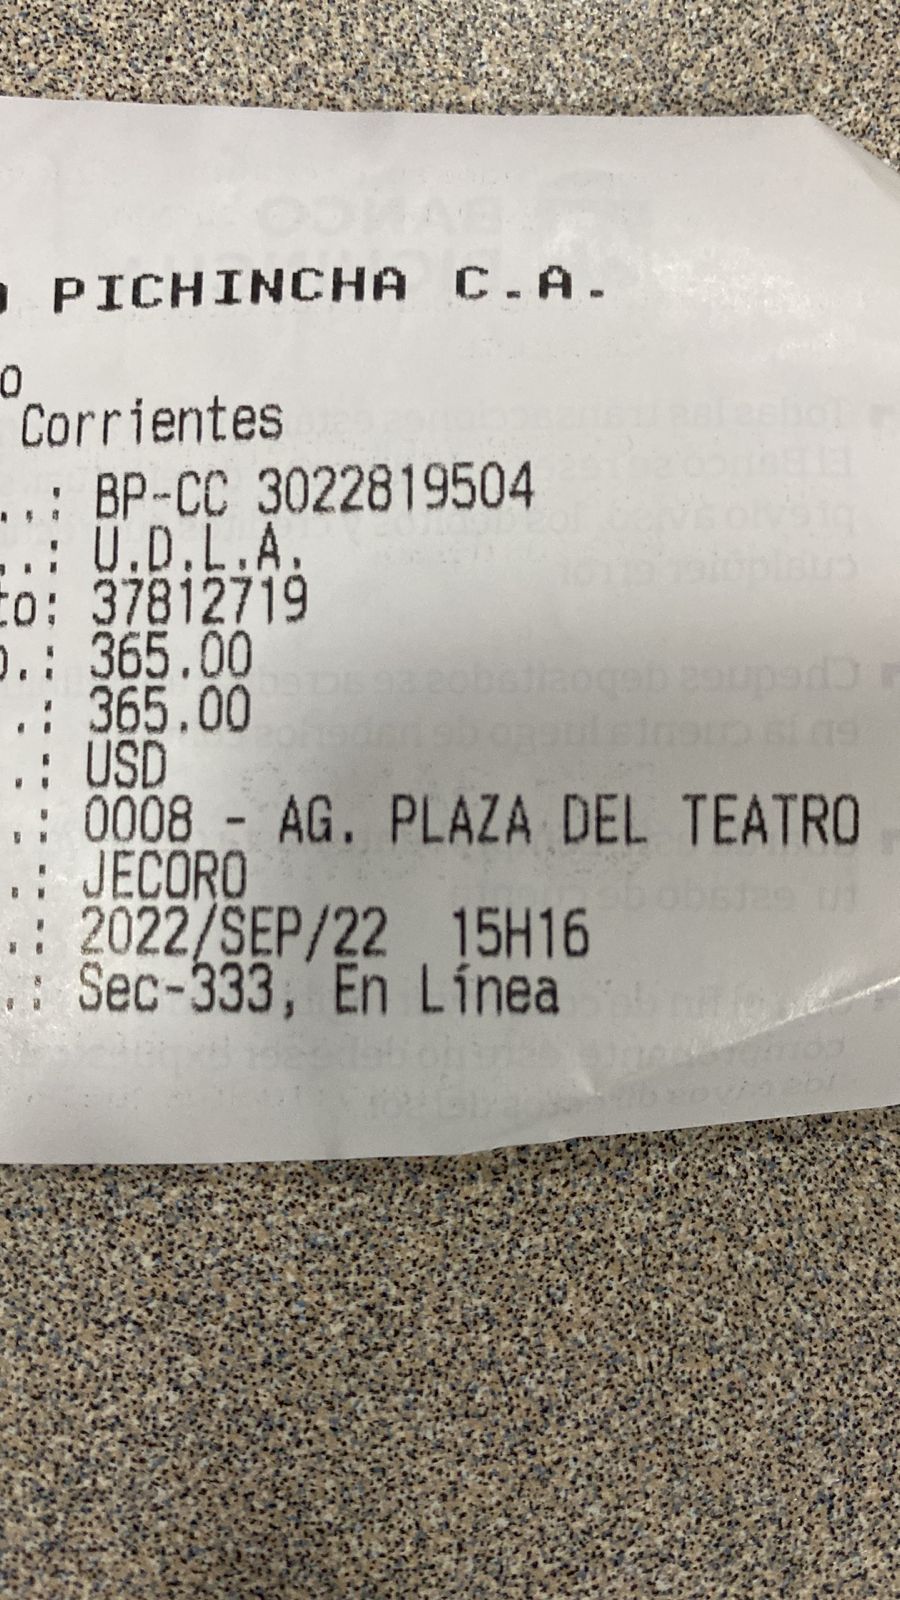 PICHINCHA C.A.
o
Corrientes
..: BP-CC 3022819504
..: U.D.L.A.
to: 37812719
.: 365.00
.: 365.00
.: USD
.: 0008 - AG. PLAZA DEL TEATRO
.: JECORO
.: 2022/SEP/22 15H16
.: Sec-333, En Línea